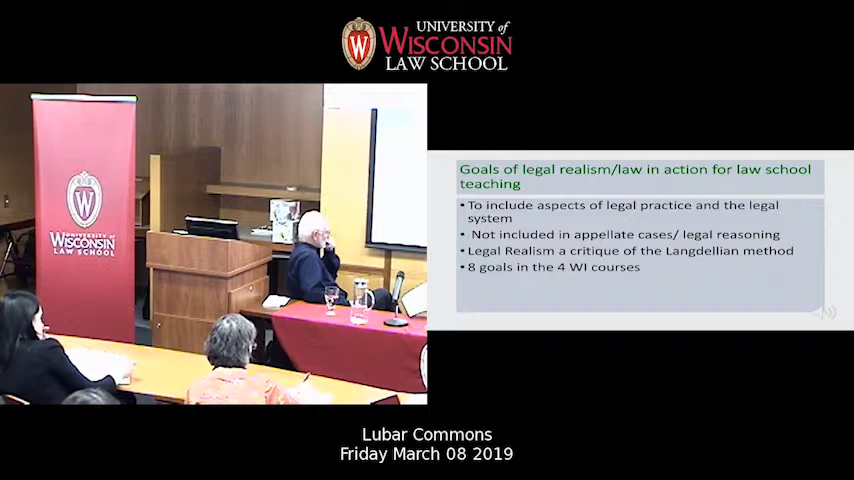 UNIVERSITY of
WISCONSIN
LAW SCHOOL
W
W
UNIVERSITY of
WISCONSIN
LAW SCHOOL
Goals of legal realism/law in action for law school
teaching
• To include aspects of legal practice and the legal
system
• Not included in appellate cases/ legal reasoning
• Legal Realism a critique of the Langdellian method
• 8 goals in the 4 WI courses
Lubar Commons
Friday March 08 2019